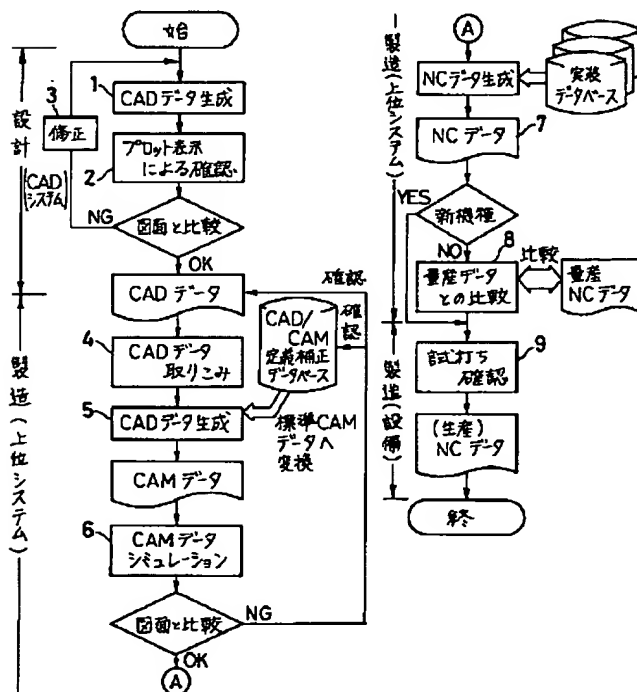 始
1
CADデータ生成
3
修正
2
プロット表示
による確認
図面と比較
NG
OK
設計
(CAD
システム)
CADデータ
確認
確認
4
CADデータ
取りこみ
CAD/
CAM
定義補正
データベース
5
CADデータ生成
標準CAM
データへ
変換
CAMデータ
6
CAMデータ
シミュレーション
図面と比較
NG
OK
A
製造(上位システム)
A
製造(上位システム)
NCデータ生成
実装
データベース
7
NCデータ
新機種
YES
NO
8
量産データ
との比較
比較
量産
NCデータ
9
試打ち
確認
製造(設備)
(生産)
NCデータ
終